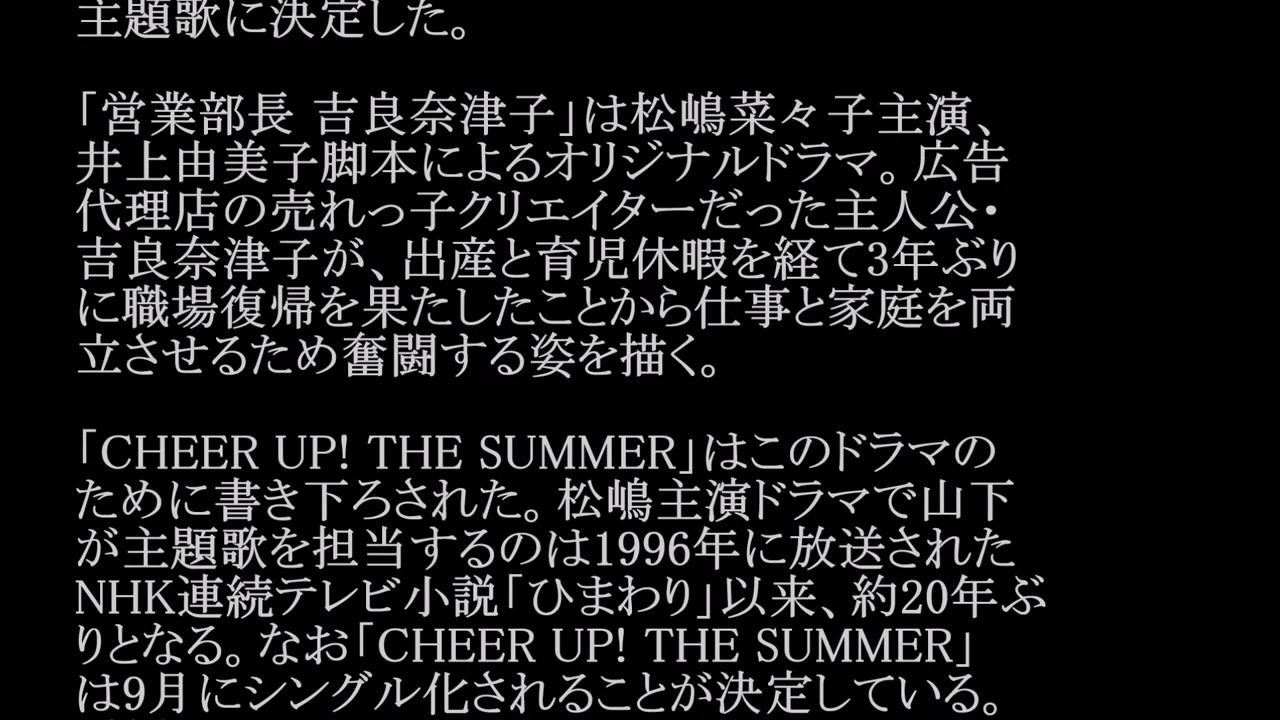 主題歌に決定した。
「営業部長 吉良奈津子」は松嶋菜々子主演、
井上由美子脚本によるオリジナルドラマ。広告
代理店の売れっ子クリエイターだった主人公・
吉良奈津子が、出産と育児休暇を経て3年ぶり
に職場復帰を果たしたことから仕事と家庭を両
立させるため奮闘する姿を描く。
「CHEER UP! THE SUMMER」はこのドラマの
ために書き下ろされた。松嶋主演ドラマで山下
が主題歌を担当するのは1996年に放送された
NHK連続テレビ小説「ひまわり」以来、約20年ぶ
りとなる。なお「CHEER UP! THE SUMMER」
は9月にシングル化されることが決定している。